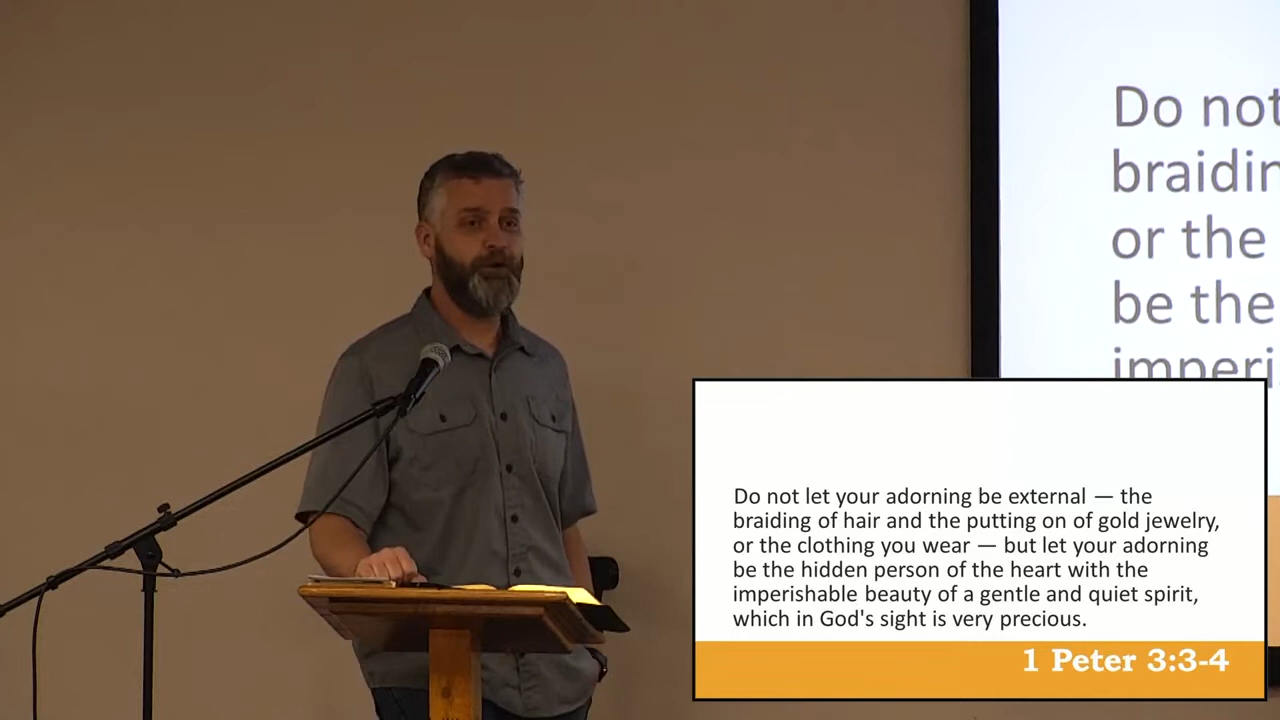 Do not
braidin
or the
be the
imperi
Do not let your adorning be external — the
braiding of hair and the putting on of gold jewelry,
or the clothing you wear — but let your adorning
be the hidden person of the heart with the
imperishable beauty of a gentle and quiet spirit,
which in God's sight is very precious.
1 Peter 3:3-4